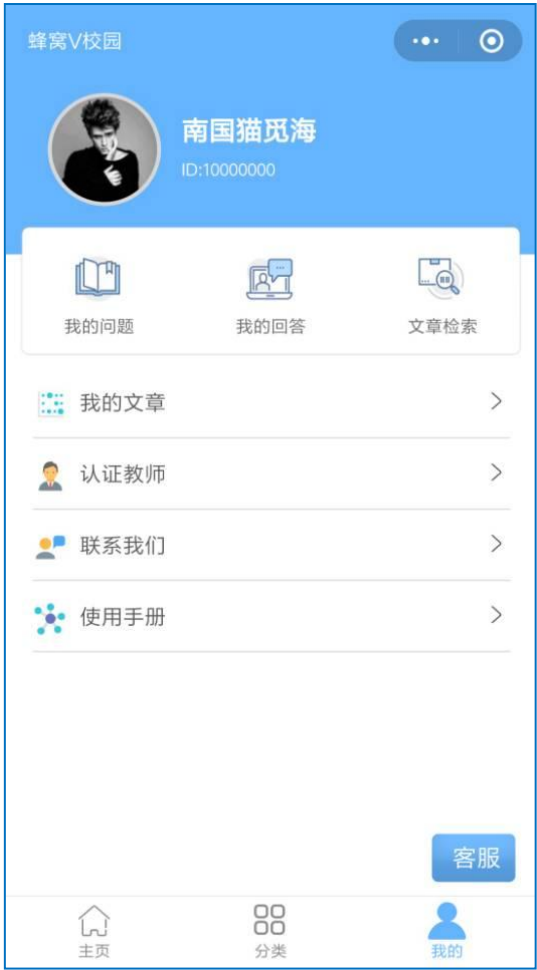 蜂窝V校园
南国猫觅海
ID:10000000
我的问题
我的回答
文章检索
我的文章
认证教师
联系我们
使用手册
客服
主页
分类
我的